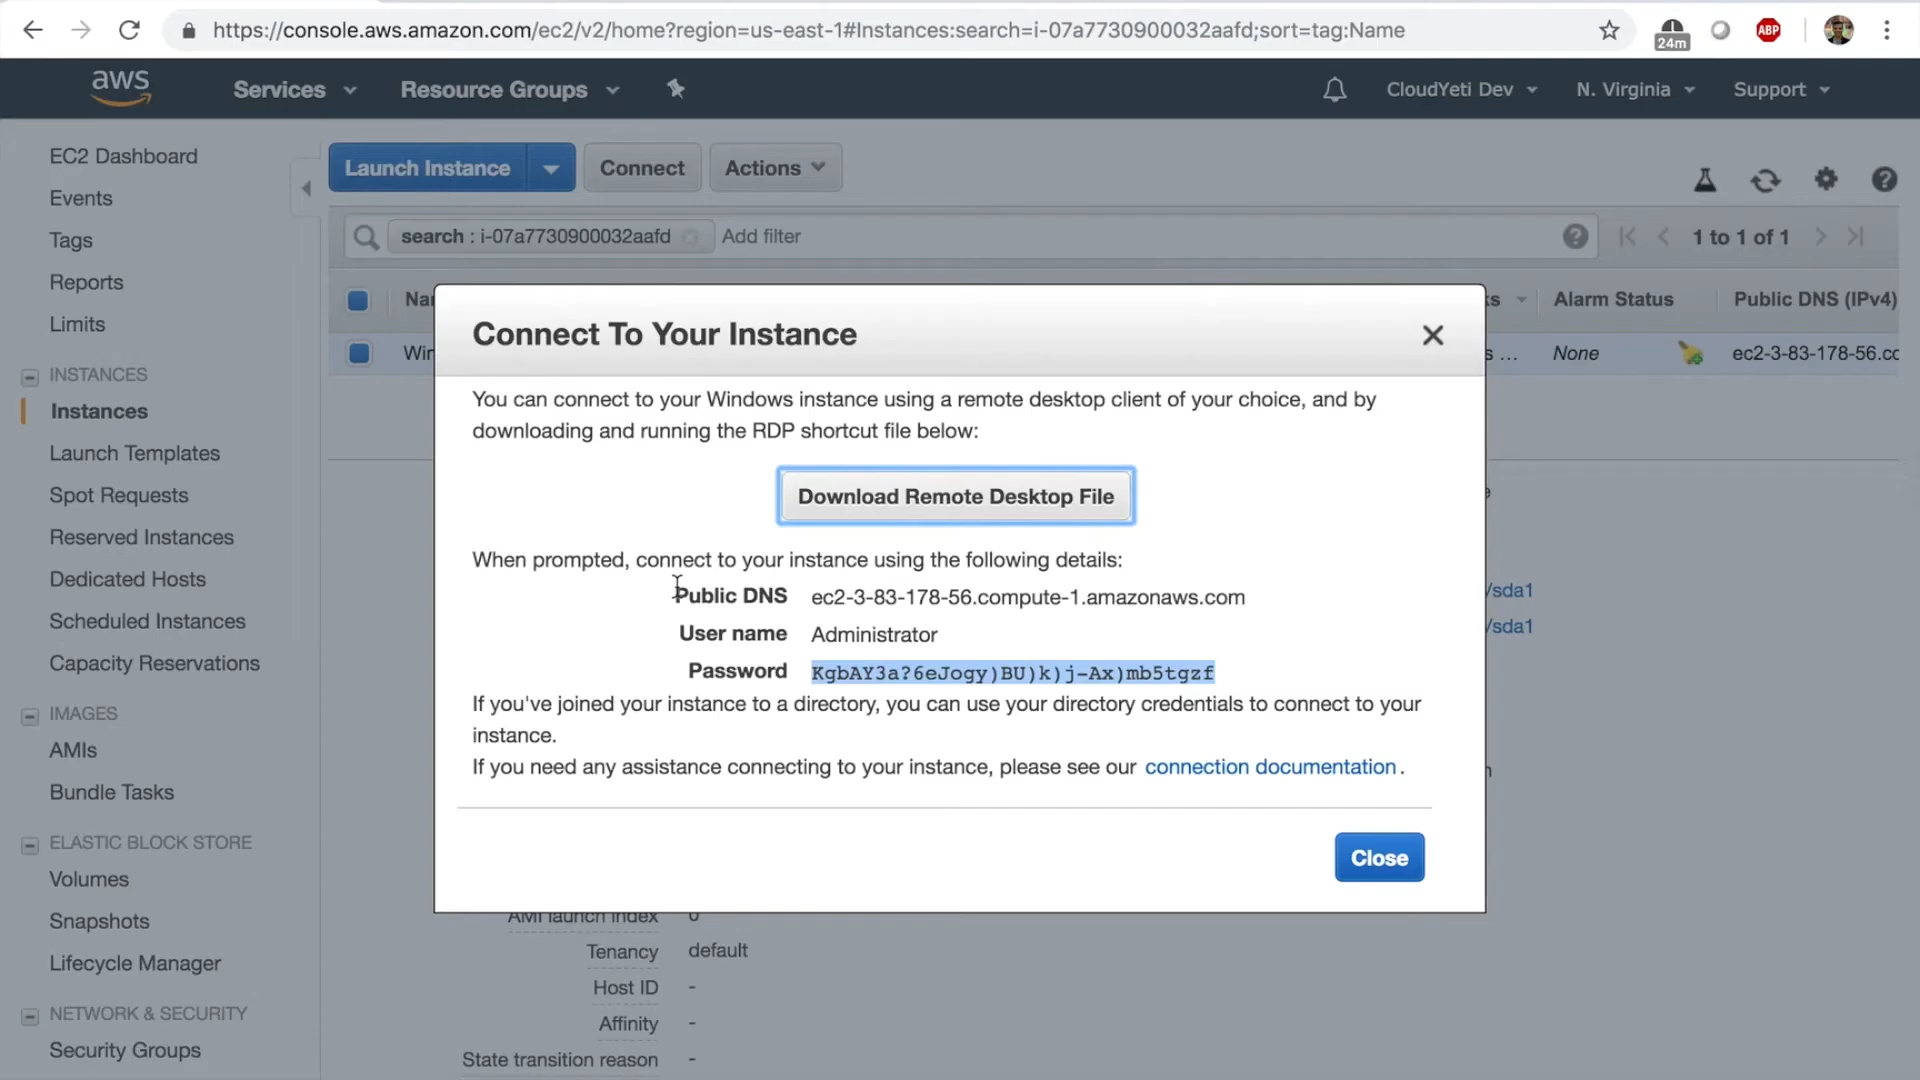 https://console.aws.amazon.com/ec2/v2/home?region=us-east-1#Instances:search=i-07a7730900032aafd;sort=tag:Name
24m
ABP
aws
Services
Resource Groups
CloudYeti Dev
N. Virginia
Support
EC2 Dashboard
Events
Tags
Reports
Limits
INSTANCES
Instances
Launch Templates
Spot Requests
Reserved Instances
Dedicated Hosts
Scheduled Instances
Capacity Reservations
IMAGES
AMIs
Bundle Tasks
ELASTIC BLOCK STORE
Volumes
Snapshots
Lifecycle Manager
NETWORK & SECURITY
Security Groups
Launch Instance
Connect
Actions
search : i-07a7730900032aafd
Add filter
1 to 1 of 1
Alarm Status
Public DNS (IPv4)
None
ec2-3-83-178-56.cc
Connect To Your Instance
You can connect to your Windows instance using a remote desktop client of your choice, and by
downloading and running the RDP shortcut file below:
Download Remote Desktop File
When prompted, connect to your instance using the following details:
Public DNS ec2-3-83-178-56.compute-1.amazonaws.com
User name Administrator
Password KgbAY3a?6eJogy)BU)k)j-Ax)mb5tgzf
If you've joined your instance to a directory, you can use your directory credentials to connect to your
instance.
If you need any assistance connecting to your instance, please see our connection documentation.
Close
/sda1
/sda1
AMI launch index 0
Tenancy default
Host ID -
Affinity -
State transition reason -